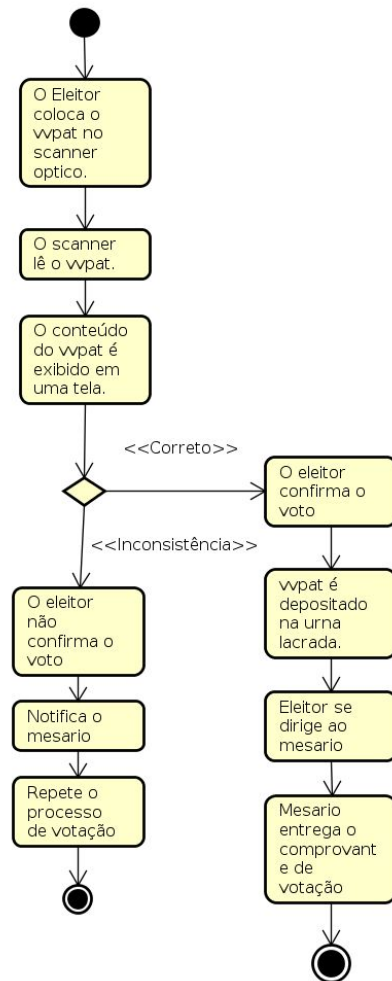 O Eleitor
coloca o
vvpat no
scanner
optico.
O scanner
lê o vvpat.
O conteúdo
do vvpat é
exibido em
uma tela.
<<Correto>>
O eleitor
confirma o
voto
<<Inconsistência>>
vvpat é
depositado
na urna
lacrada.
O eleitor
não
confirma o
voto
Notifica o
mesario
Eleitor se
dirige ao
mesario
Repete o
processo
de votação
Mesario
entrega o
comprovant
e de
votação